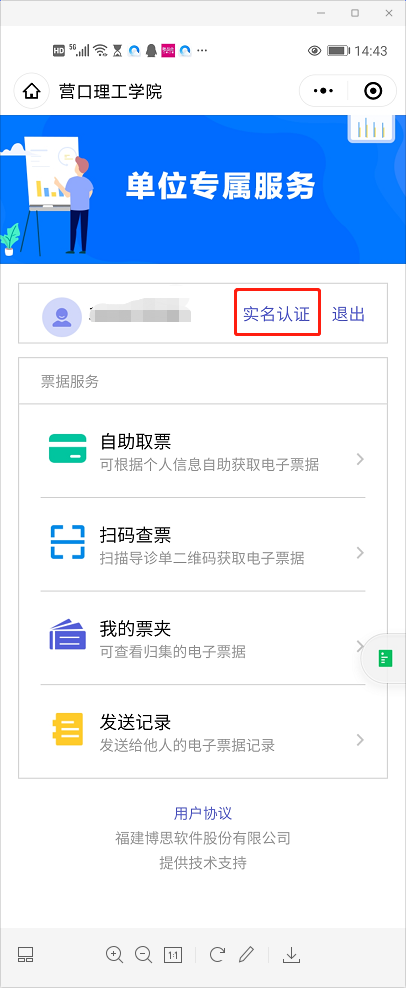 HD 5G 14:43
营口理工学院
单位专属服务
实名认证 退出
票据服务
自助取票
可根据个人信息自助获取电子票据
扫码查票
扫描导诊单二维码获取电子票据
我的票夹
可查看归集的电子票据
发送记录
发送给他人的电子票据记录
用户协议
福建博思软件股份有限公司
提供技术支持
1:1